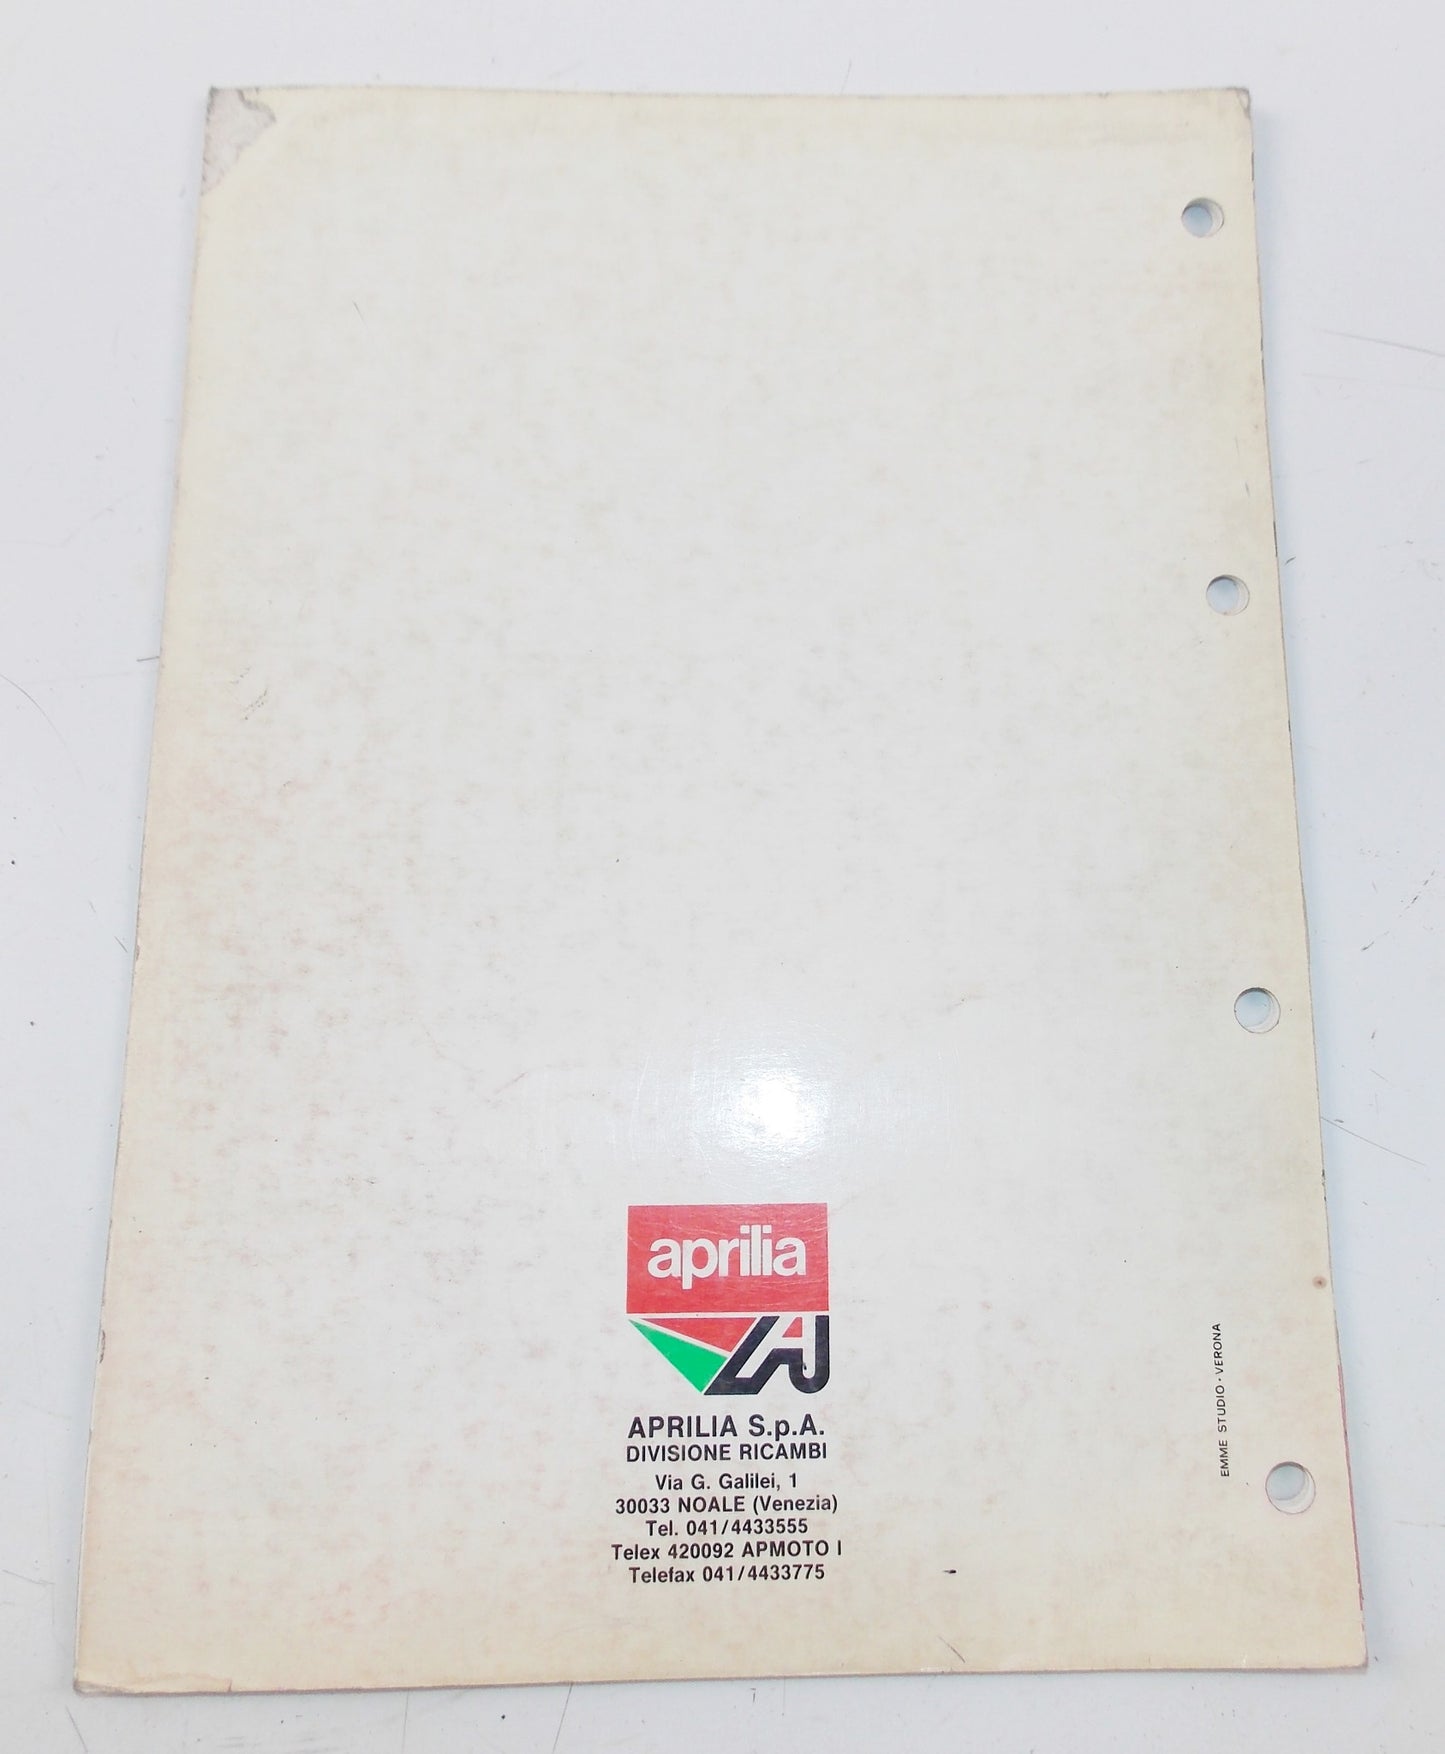 aprilia
APRILIA S.p.A.
DIVISIONE RICAMBI
Via G. Galilei, 1
30033 NOALE (Venezia)
Tel. 041/4433555
Telex 420092 APMOTO I
Telefax 041/4433775
EMME STUDIO - VERONA